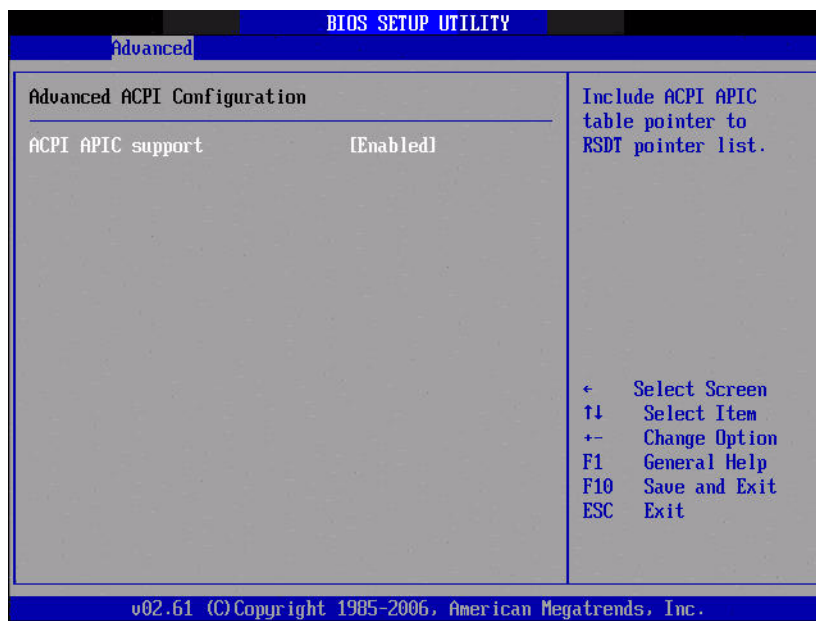 BIOS SETUP UTILITY
Advanced
Advanced ACPI Configuration
ACPI APIC support [Enabled]
Include ACPI APIC
table pointer to
RSDT pointer list.
← Select Screen
↑↓ Select Item
+- Change Option
F1 General Help
F10 Save and Exit
ESC Exit
v02.61 (C)Copyright 1985-2006, American Megatrends, Inc.